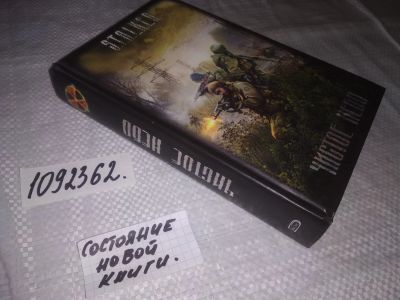 S.T.A.L.K.E.R.
ЧИСТОЕ НЕБО
ЧИСТОЕ НЕБО
1092362.
СОСТОЯНИЕ
НОВОЙ
КНИГИ.